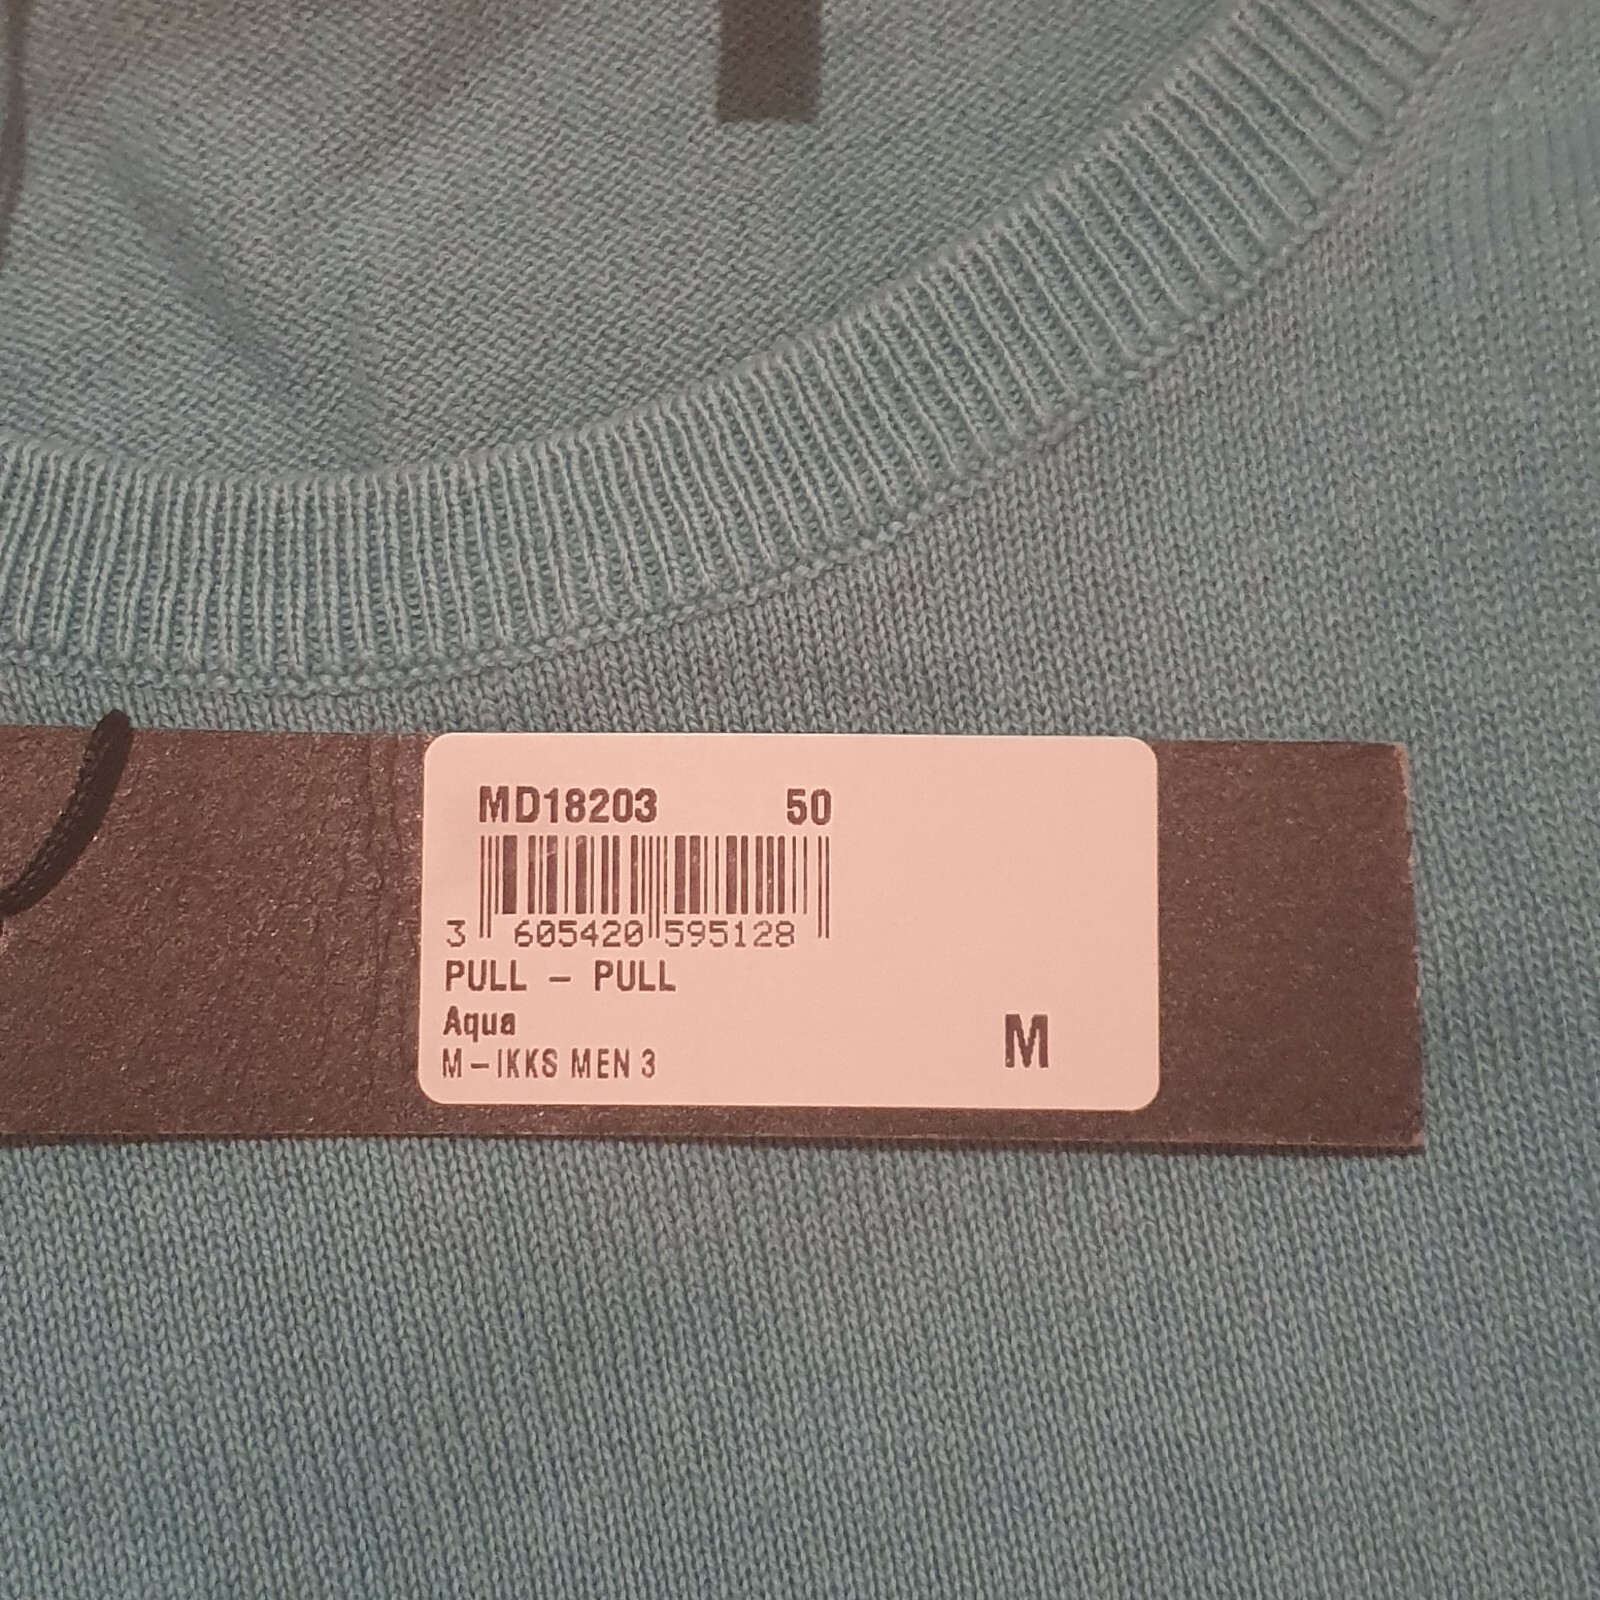 MD18203 50
3 605420 595128
PULL - PULL
Aqua
M-IKKS MEN 3
M